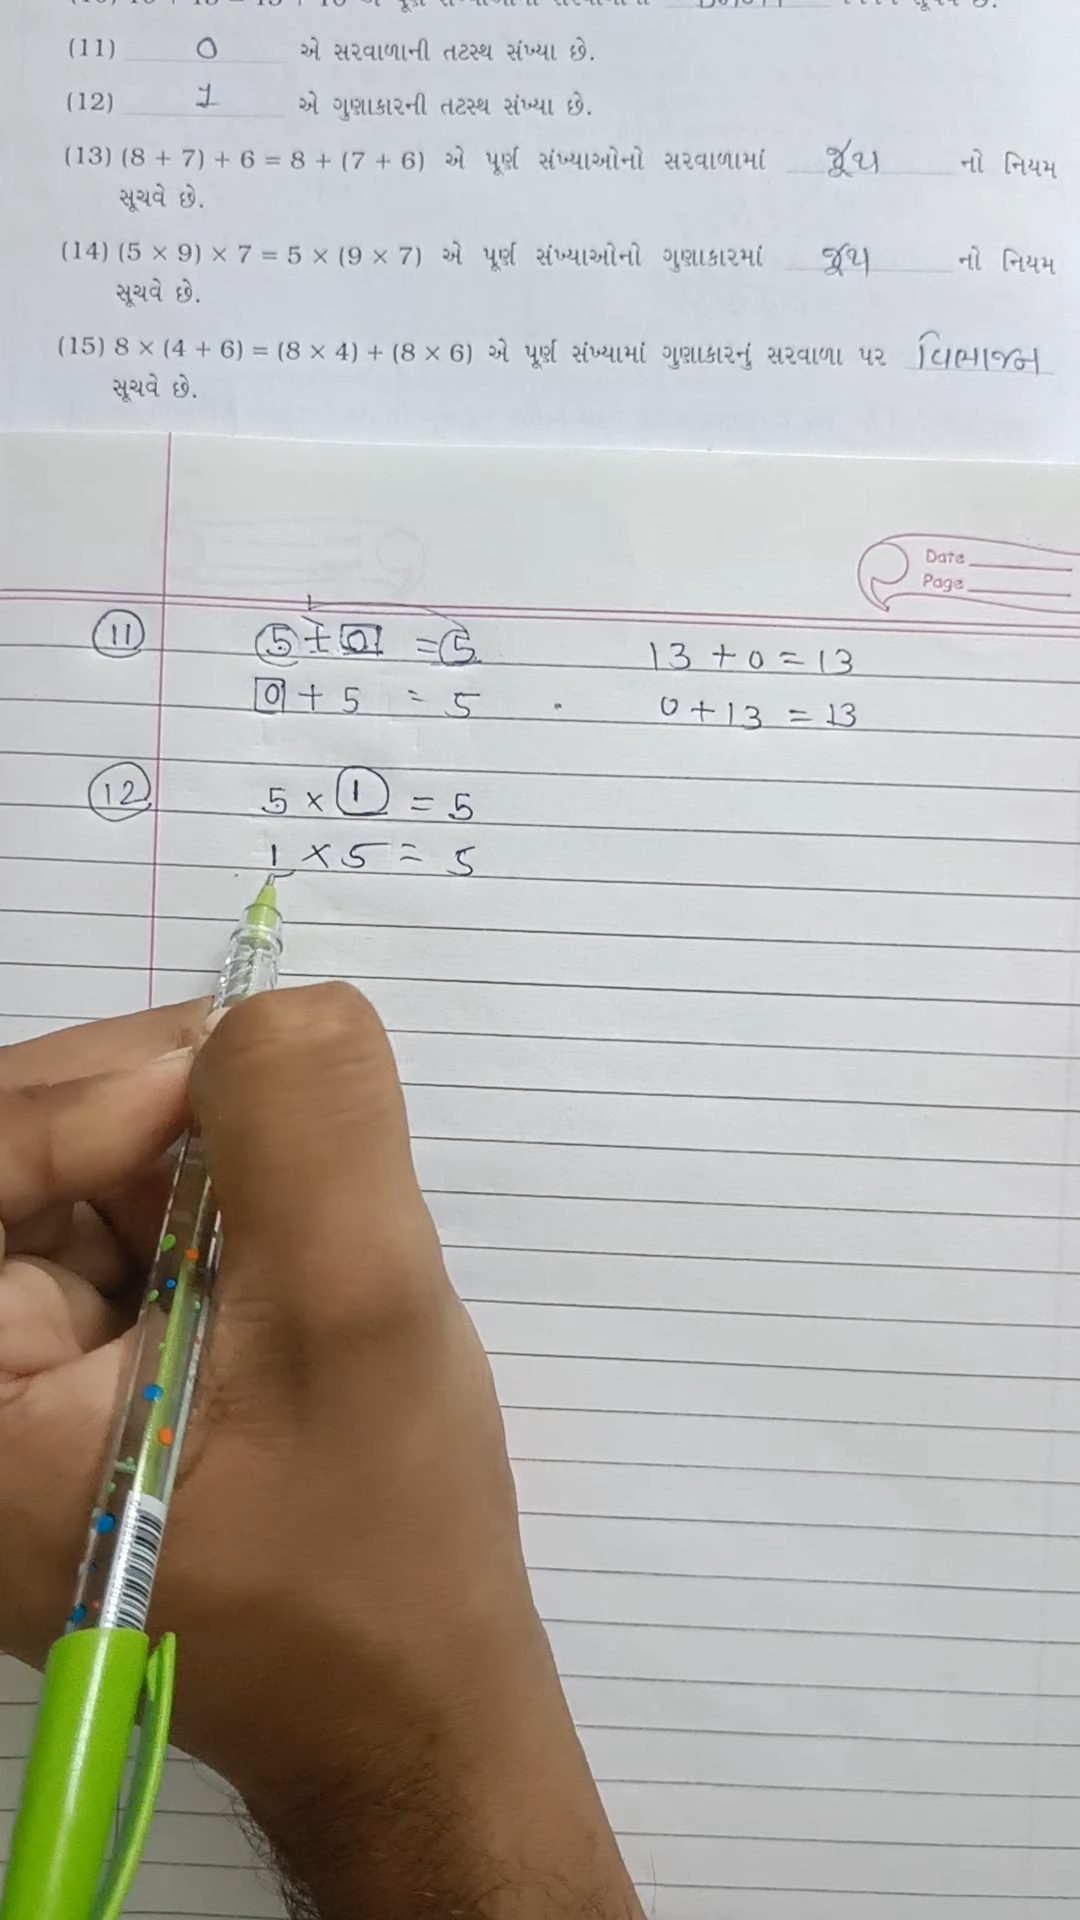 (11) 0 એ સરવાળાની તટસ્થ સંખ્યા છે.
(12) 1 એ ગુણાકારની તટસ્થ સંખ્યા છે.
(13) (8 + 7) + 6 = 8 + (7 + 6) એ પૂર્ણ સંખ્યાઓનો સરવાળામાં જૂથ નો નિયમ
સૂચવે છે.
(14) (5 × 9) × 7 = 5 × (9 × 7) એ પૂર્ણ સંખ્યાઓનો ગુણાકારમાં જૂથ નો નિયમ
સૂચવે છે.
(15) 8 × (4 + 6) = (8 × 4) + (8 × 6) એ પૂર્ણ સંખ્યામાં ગુણાકારનું સરવાળા પર વિભાજન
સૂચવે છે.
Date
Page
11 5 + 0 = 5 13 + 0 = 13
0 + 5 = 5 0 + 13 = 13
12 5 × 1 = 5
1 × 5 = 5